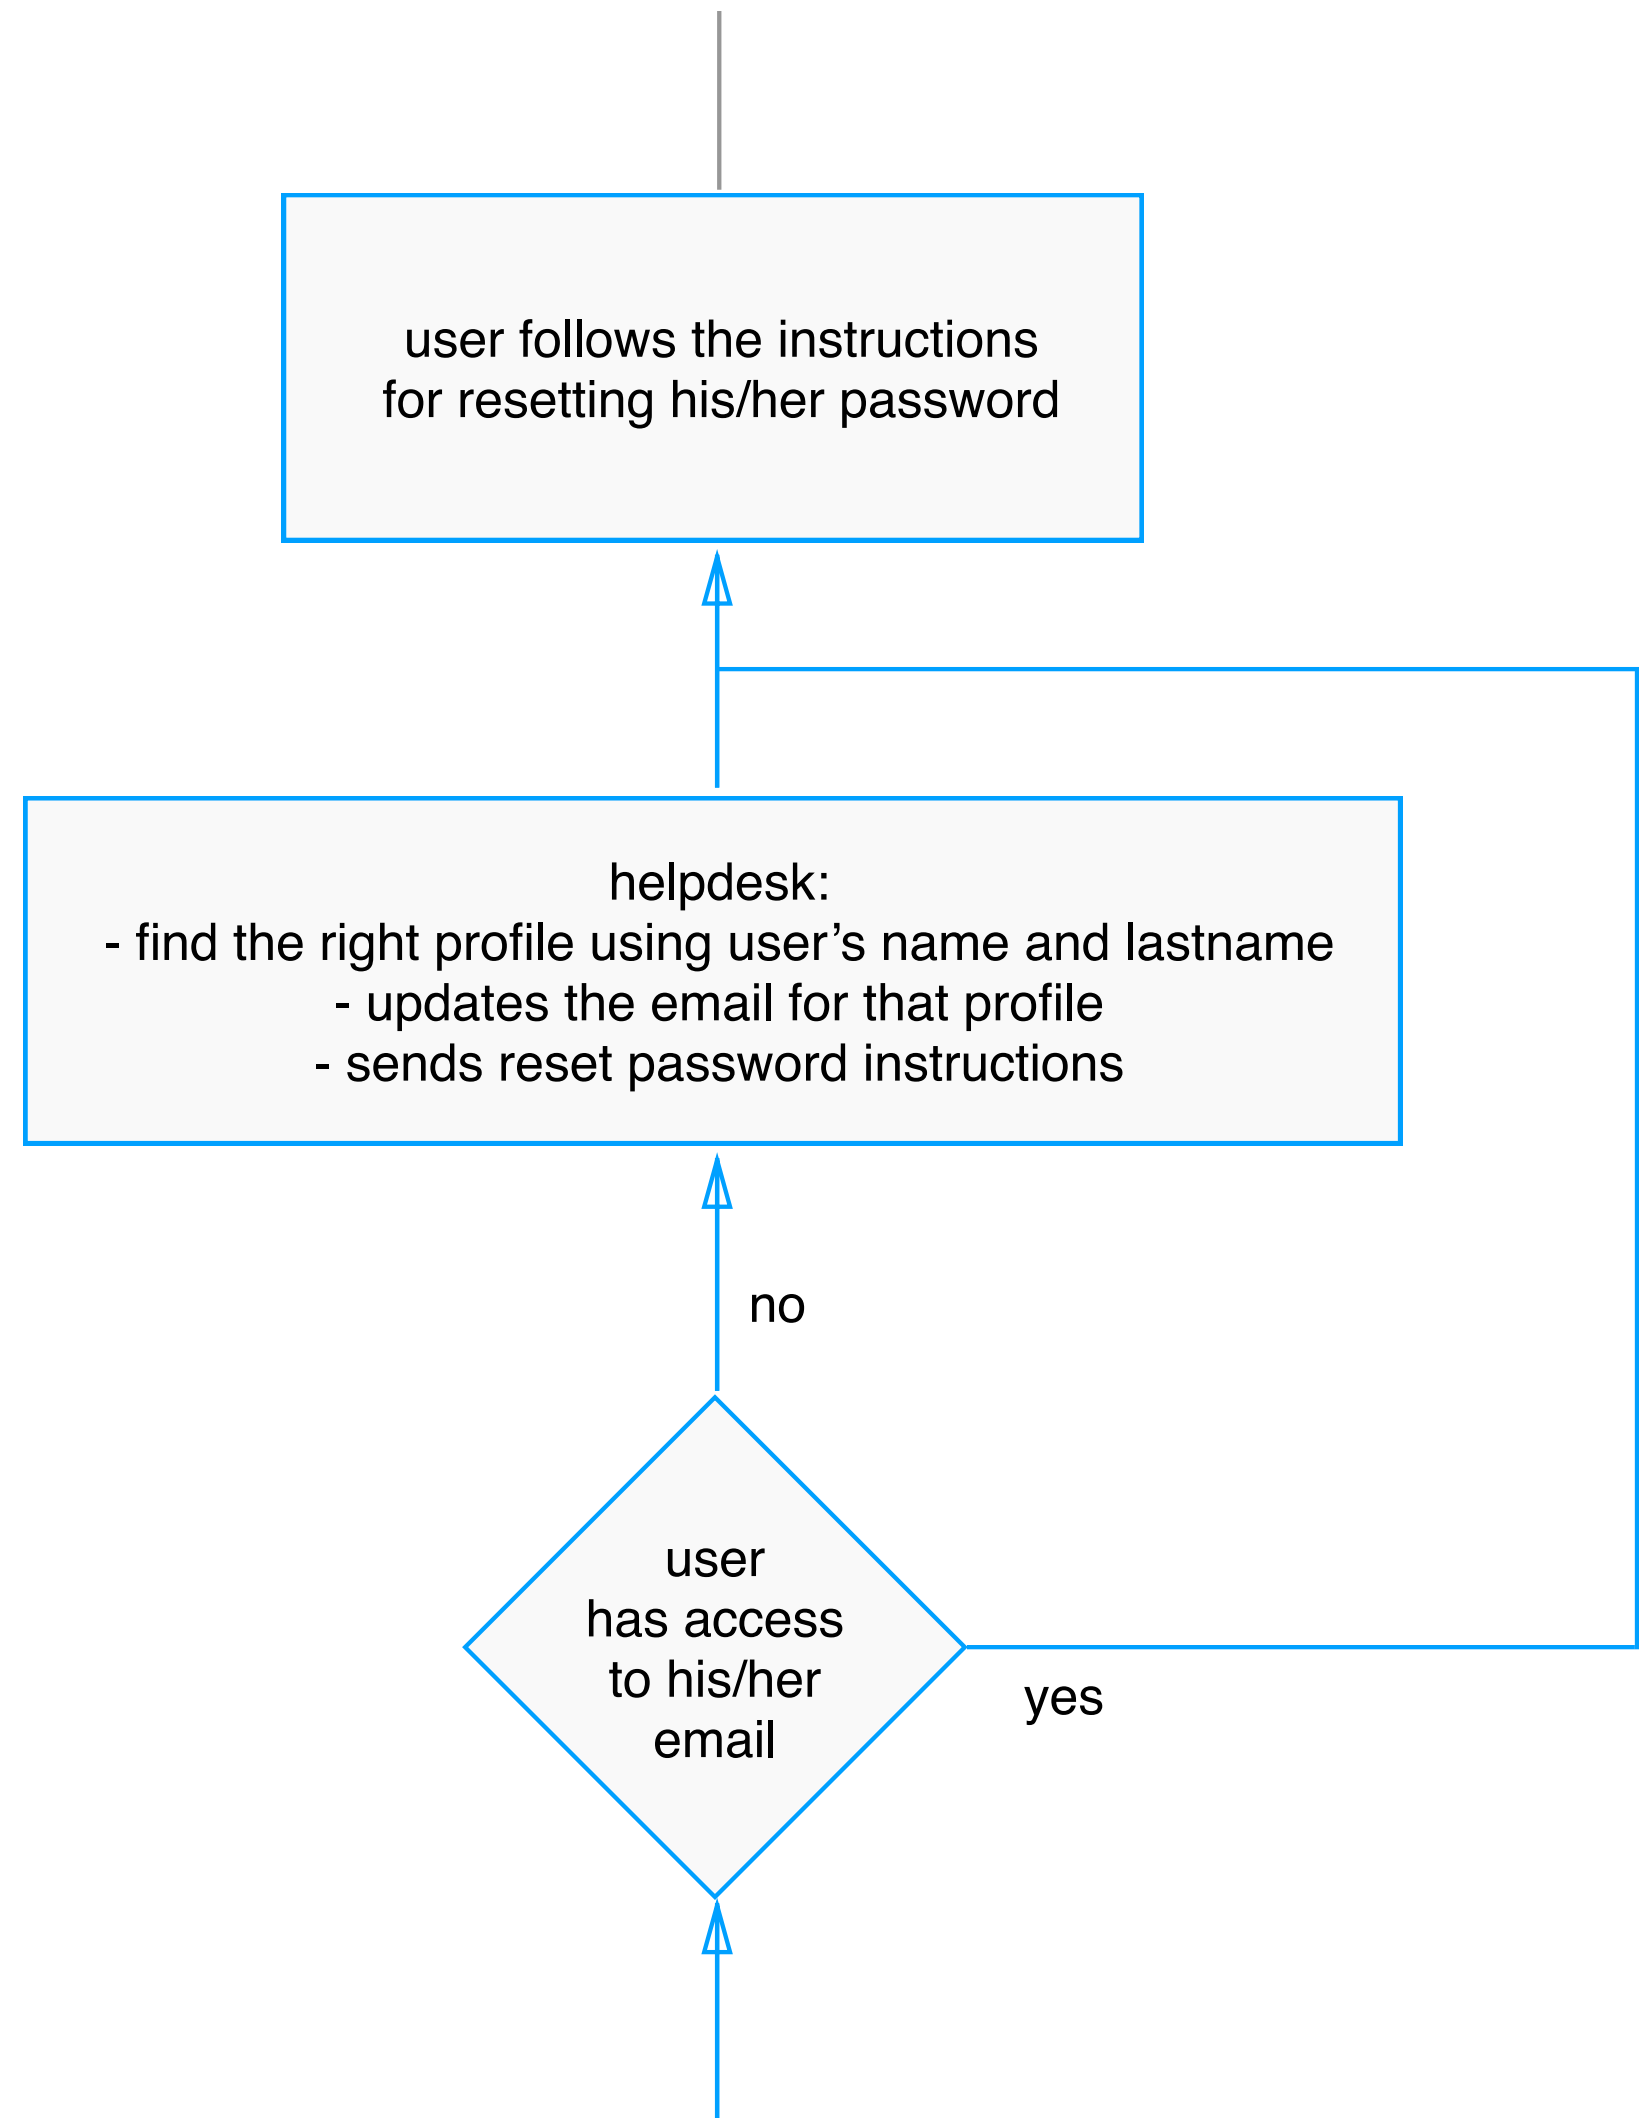 user follows the instructions
for resetting his/her password
helpdesk:
- find the right profile using user’s name and lastname
- updates the email for that profile
- sends reset password instructions
no
user
has access
to his/her
email
yes